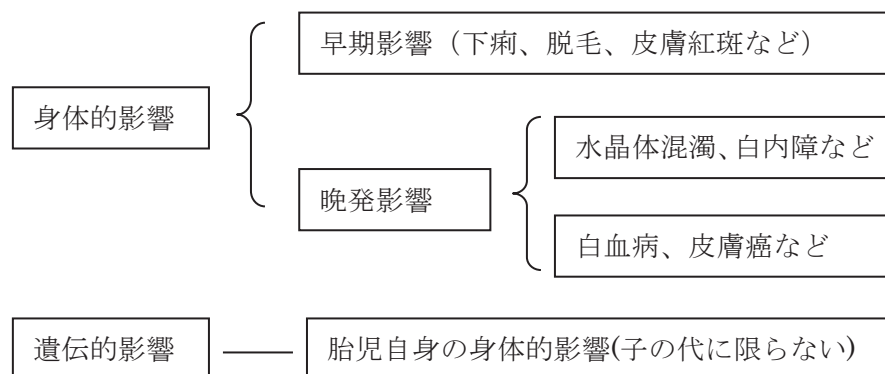 早期影響（下痢、脱毛、皮膚紅斑など）
身体的影響
水晶体混濁、白内障など
晩発影響
白血病、皮膚癌など
遺伝的影響
胎児自身の身体的影響(子の代に限らない)